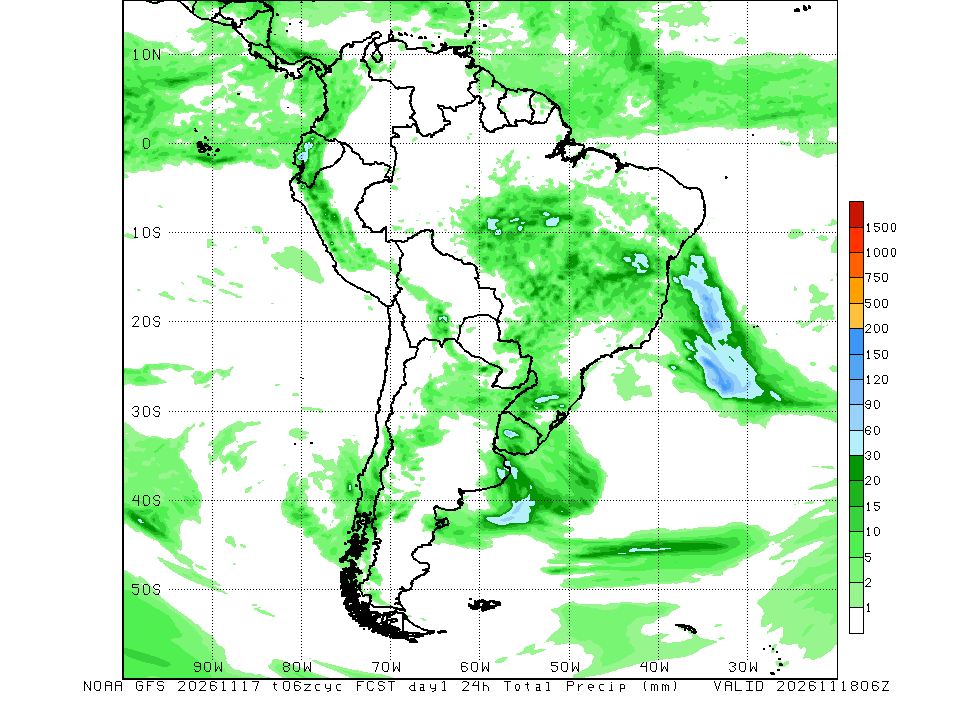 10N
0
10S
20S
30S
40S
50S
90W 80W 70W 60W 50W 40W 30W
1500
1000
750
500
200
150
120
90
60
30
20
15
10
5
2
1
NOAA GFS 20261117 t06zcyc FCST day1 24h Total Precip (mm) VALID 2026111806Z